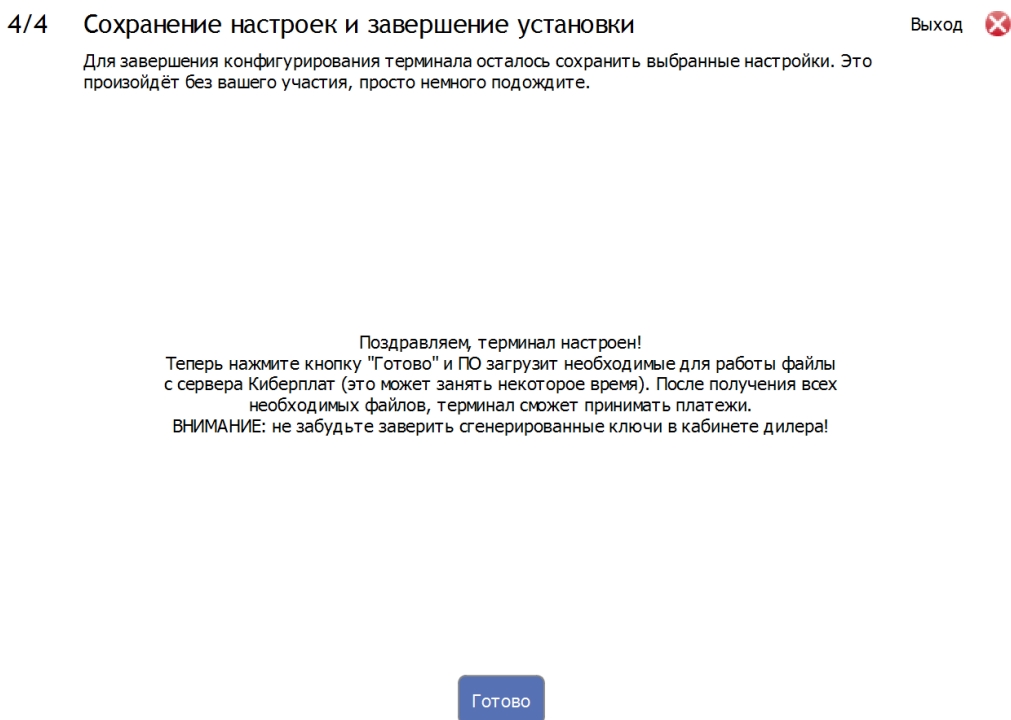 4/4 Сохранение настроек и завершение установки Выход
Для завершения конфигурирования терминала осталось сохранить выбранные настройки. Это
произойдёт без вашего участия, просто немного подождите.
Поздравляем, терминал настроен!
Теперь нажмите кнопку "Готово" и ПО загрузит необходимые для работы файлы
с сервера Киберплат (это может занять некоторое время). После получения всех
необходимых файлов, терминал сможет принимать платежи.
ВНИМАНИЕ: не забудьте заверить сгенерированные ключи в кабинете дилера!
Готово